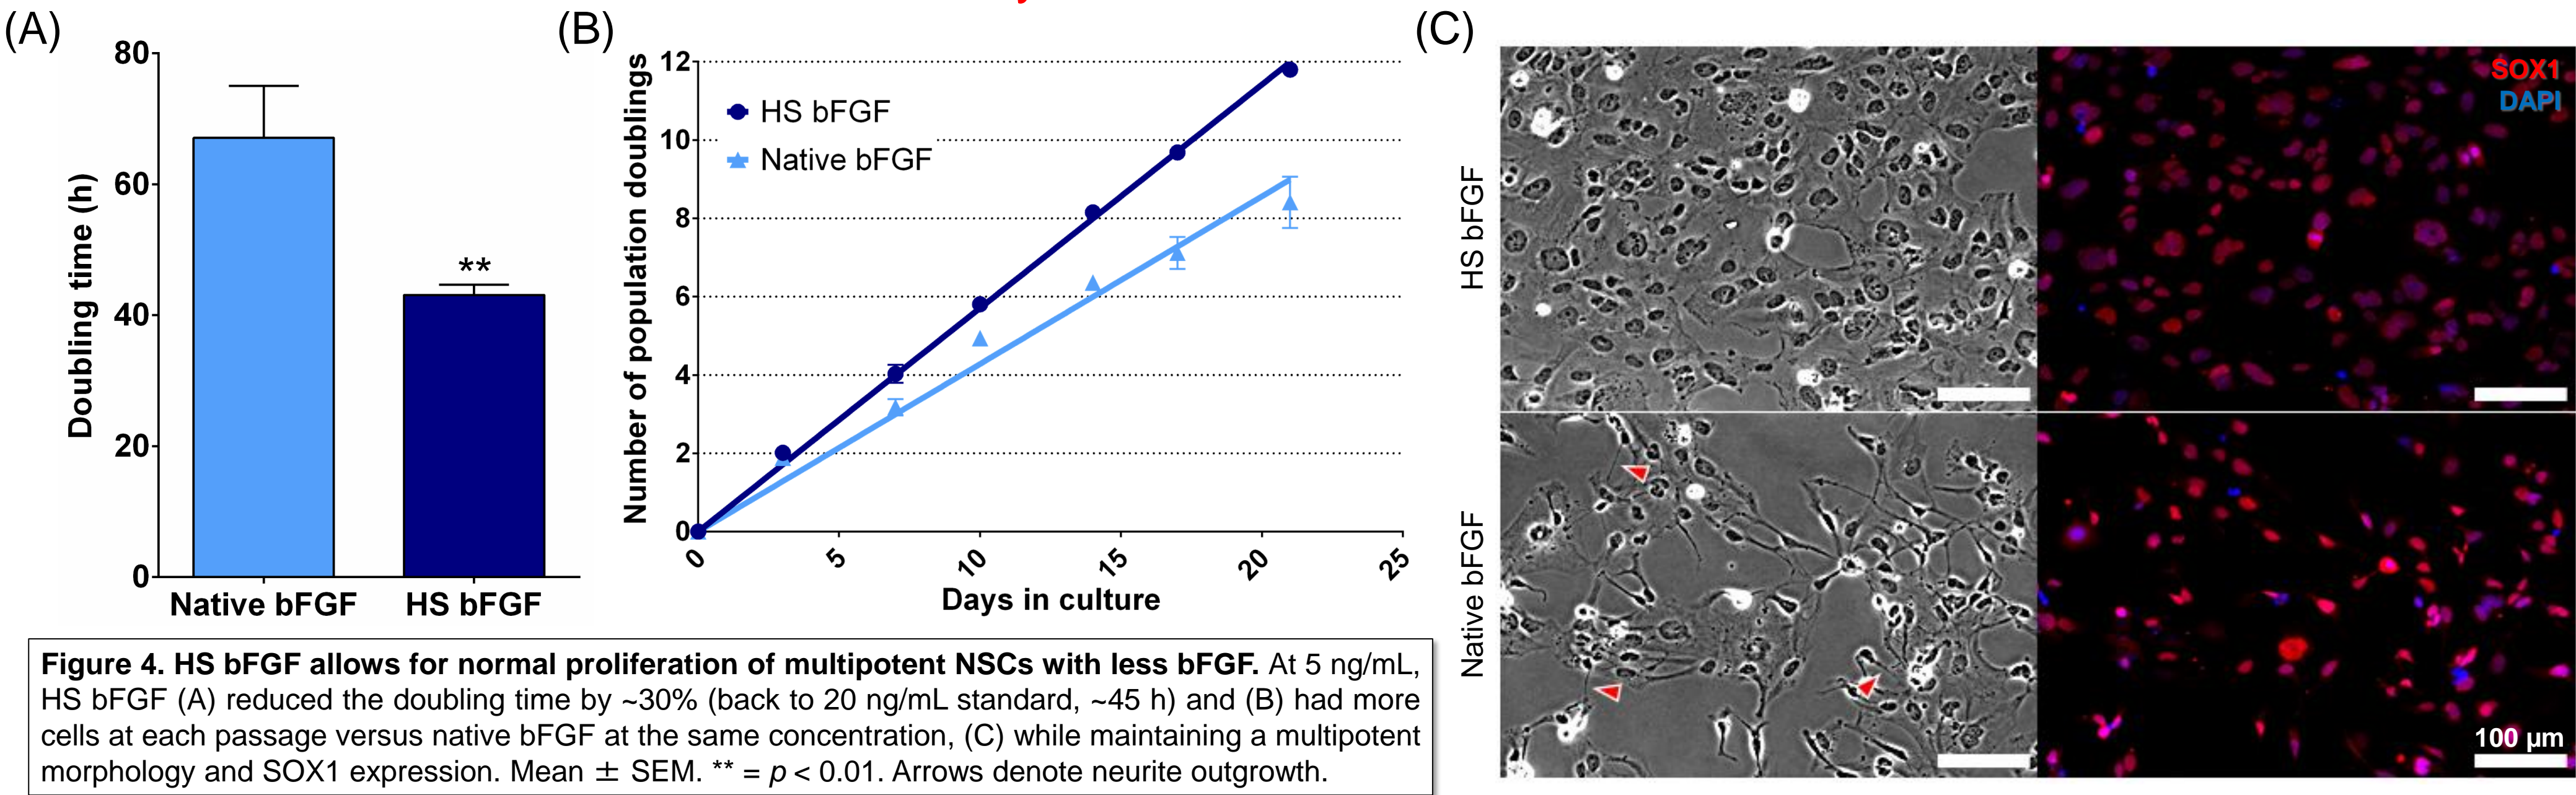 (A)
80
60
40
20
0
Doubling time (h)
**
Native bFGF
HS bFGF
(B)
12
10
8
6
4
2
0
Number of population doublings
HS bFGF
Native bFGF
0
5
10
15
20
25
Days in culture
(C)
HS bFGF
Native bFGF
SOX1
DAPI
100 µm
Figure 4. HS bFGF allows for normal proliferation of multipotent NSCs with less bFGF. At 5 ng/mL,
HS bFGF (A) reduced the doubling time by ~30% (back to 20 ng/mL standard, ~45 h) and (B) had more
cells at each passage versus native bFGF at the same concentration, (C) while maintaining a multipotent
morphology and SOX1 expression. Mean ± SEM. ** = p < 0.01. Arrows denote neurite outgrowth.